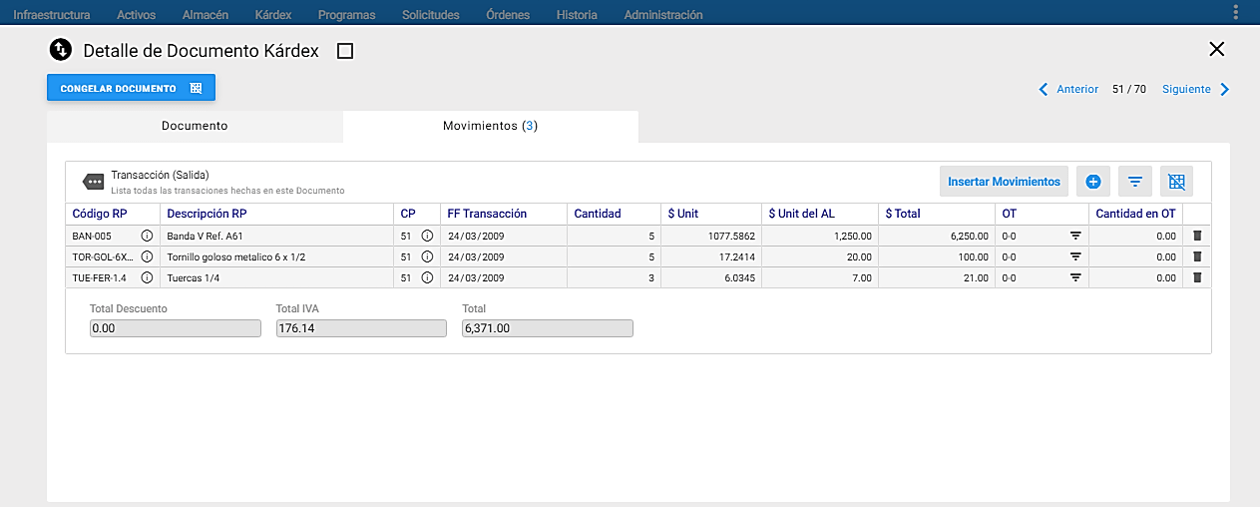 Infraestructura Activos Almacén Kárdex Programas Solicitudes Órdenes Historia Administración
Detalle de Documento Kárdex
CONGELAR DOCUMENTO
Anterior 51 / 70 Siguiente
Documento Movimientos (3)
Transacción (Salida)
Lista todas las transaciones hechas en este Documento
Insertar Movimientos
Código RP Descripción RP CP FF Transacción Cantidad $ Unit $ Unit del AL $ Total OT Cantidad en OT
BAN-005 Banda V Ref. A61 51 24/03/2009 5 1077.5862 1,250.00 6,250.00 0-0 0.00
TOR-GOL-6X... Tornillo goloso metalico 6 x 1/2 51 24/03/2009 5 17.2414 20.00 100.00 0-0 0.00
TUE-FER-1.4 Tuercas 1/4 51 24/03/2009 3 6.0345 7.00 21.00 0-0 0.00
Total Descuento Total IVA Total
0.00 176.14 6,371.00